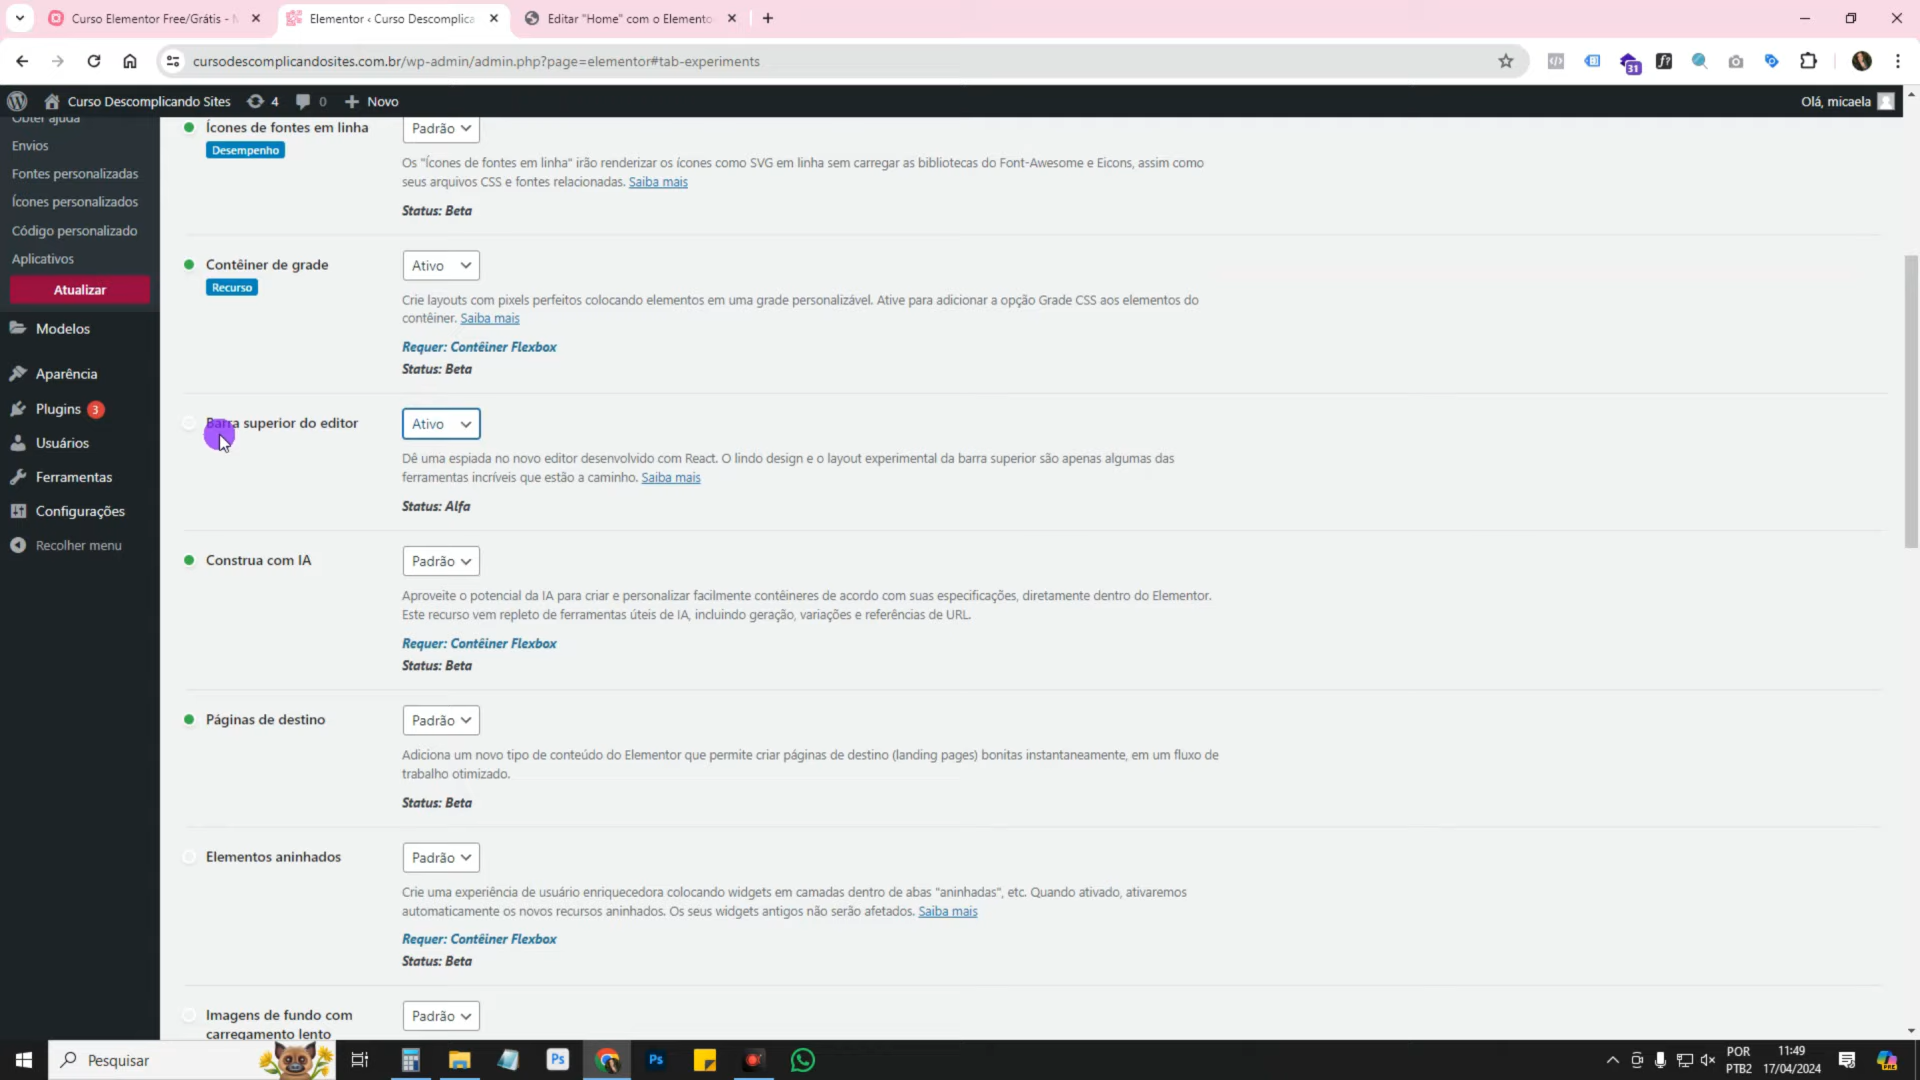 Curso Elementor Free/Grátis -
Elementor ‹ Curso Descomplica
Editar "Home" com o Elemento
cursodescomplicandosites.com.br/wp-admin/admin.php?page=elementor#tab-experiments
31
Curso Descomplicando Sites
4
0
Novo
Olá, micaela
Obter ajuda
Envios
Fontes personalizadas
Ícones personalizados
Código personalizado
Aplicativos
Atualizar
Modelos
Aparência
Plugins 3
Usuários
Ferramentas
Configurações
Recolher menu
Ícones de fontes em linha
Desempenho
Padrão
Os "Ícones de fontes em linha" irão renderizar os ícones como SVG em linha sem carregar as bibliotecas do Font-Awesome e Eicons, assim como
seus arquivos CSS e fontes relacionadas. Saiba mais
Status: Beta
Contêiner de grade
Recurso
Ativo
Crie layouts com pixels perfeitos colocando elementos em uma grade personalizável. Ative para adicionar a opção Grade CSS aos elementos do
contêiner. Saiba mais
Requer: Contêiner Flexbox
Status: Beta
Barra superior do editor
Ativo
Dê uma espiada no novo editor desenvolvido com React. O lindo design e o layout experimental da barra superior são apenas algumas das
ferramentas incríveis que estão a caminho. Saiba mais
Status: Alfa
Construa com IA
Padrão
Aproveite o potencial da IA para criar e personalizar facilmente contêineres de acordo com suas especificações, diretamente dentro do Elementor.
Este recurso vem repleto de ferramentas úteis de IA, incluindo geração, variações e referências de URL.
Requer: Contêiner Flexbox
Status: Beta
Páginas de destino
Padrão
Adiciona um novo tipo de conteúdo do Elementor que permite criar páginas de destino (landing pages) bonitas instantaneamente, em um fluxo de
trabalho otimizado.
Status: Beta
Elementos aninhados
Padrão
Crie uma experiência de usuário enriquecedora colocando widgets em camadas dentro de abas "aninhadas", etc. Quando ativado, ativaremos
automaticamente os novos recursos aninhados. Os seus widgets antigos não serão afetados. Saiba mais
Requer: Contêiner Flexbox
Status: Beta
Imagens de fundo com
carregamento lento
Padrão
Pesquisar
Ps
Ps
POR
PTB2
11:49
17/04/2024